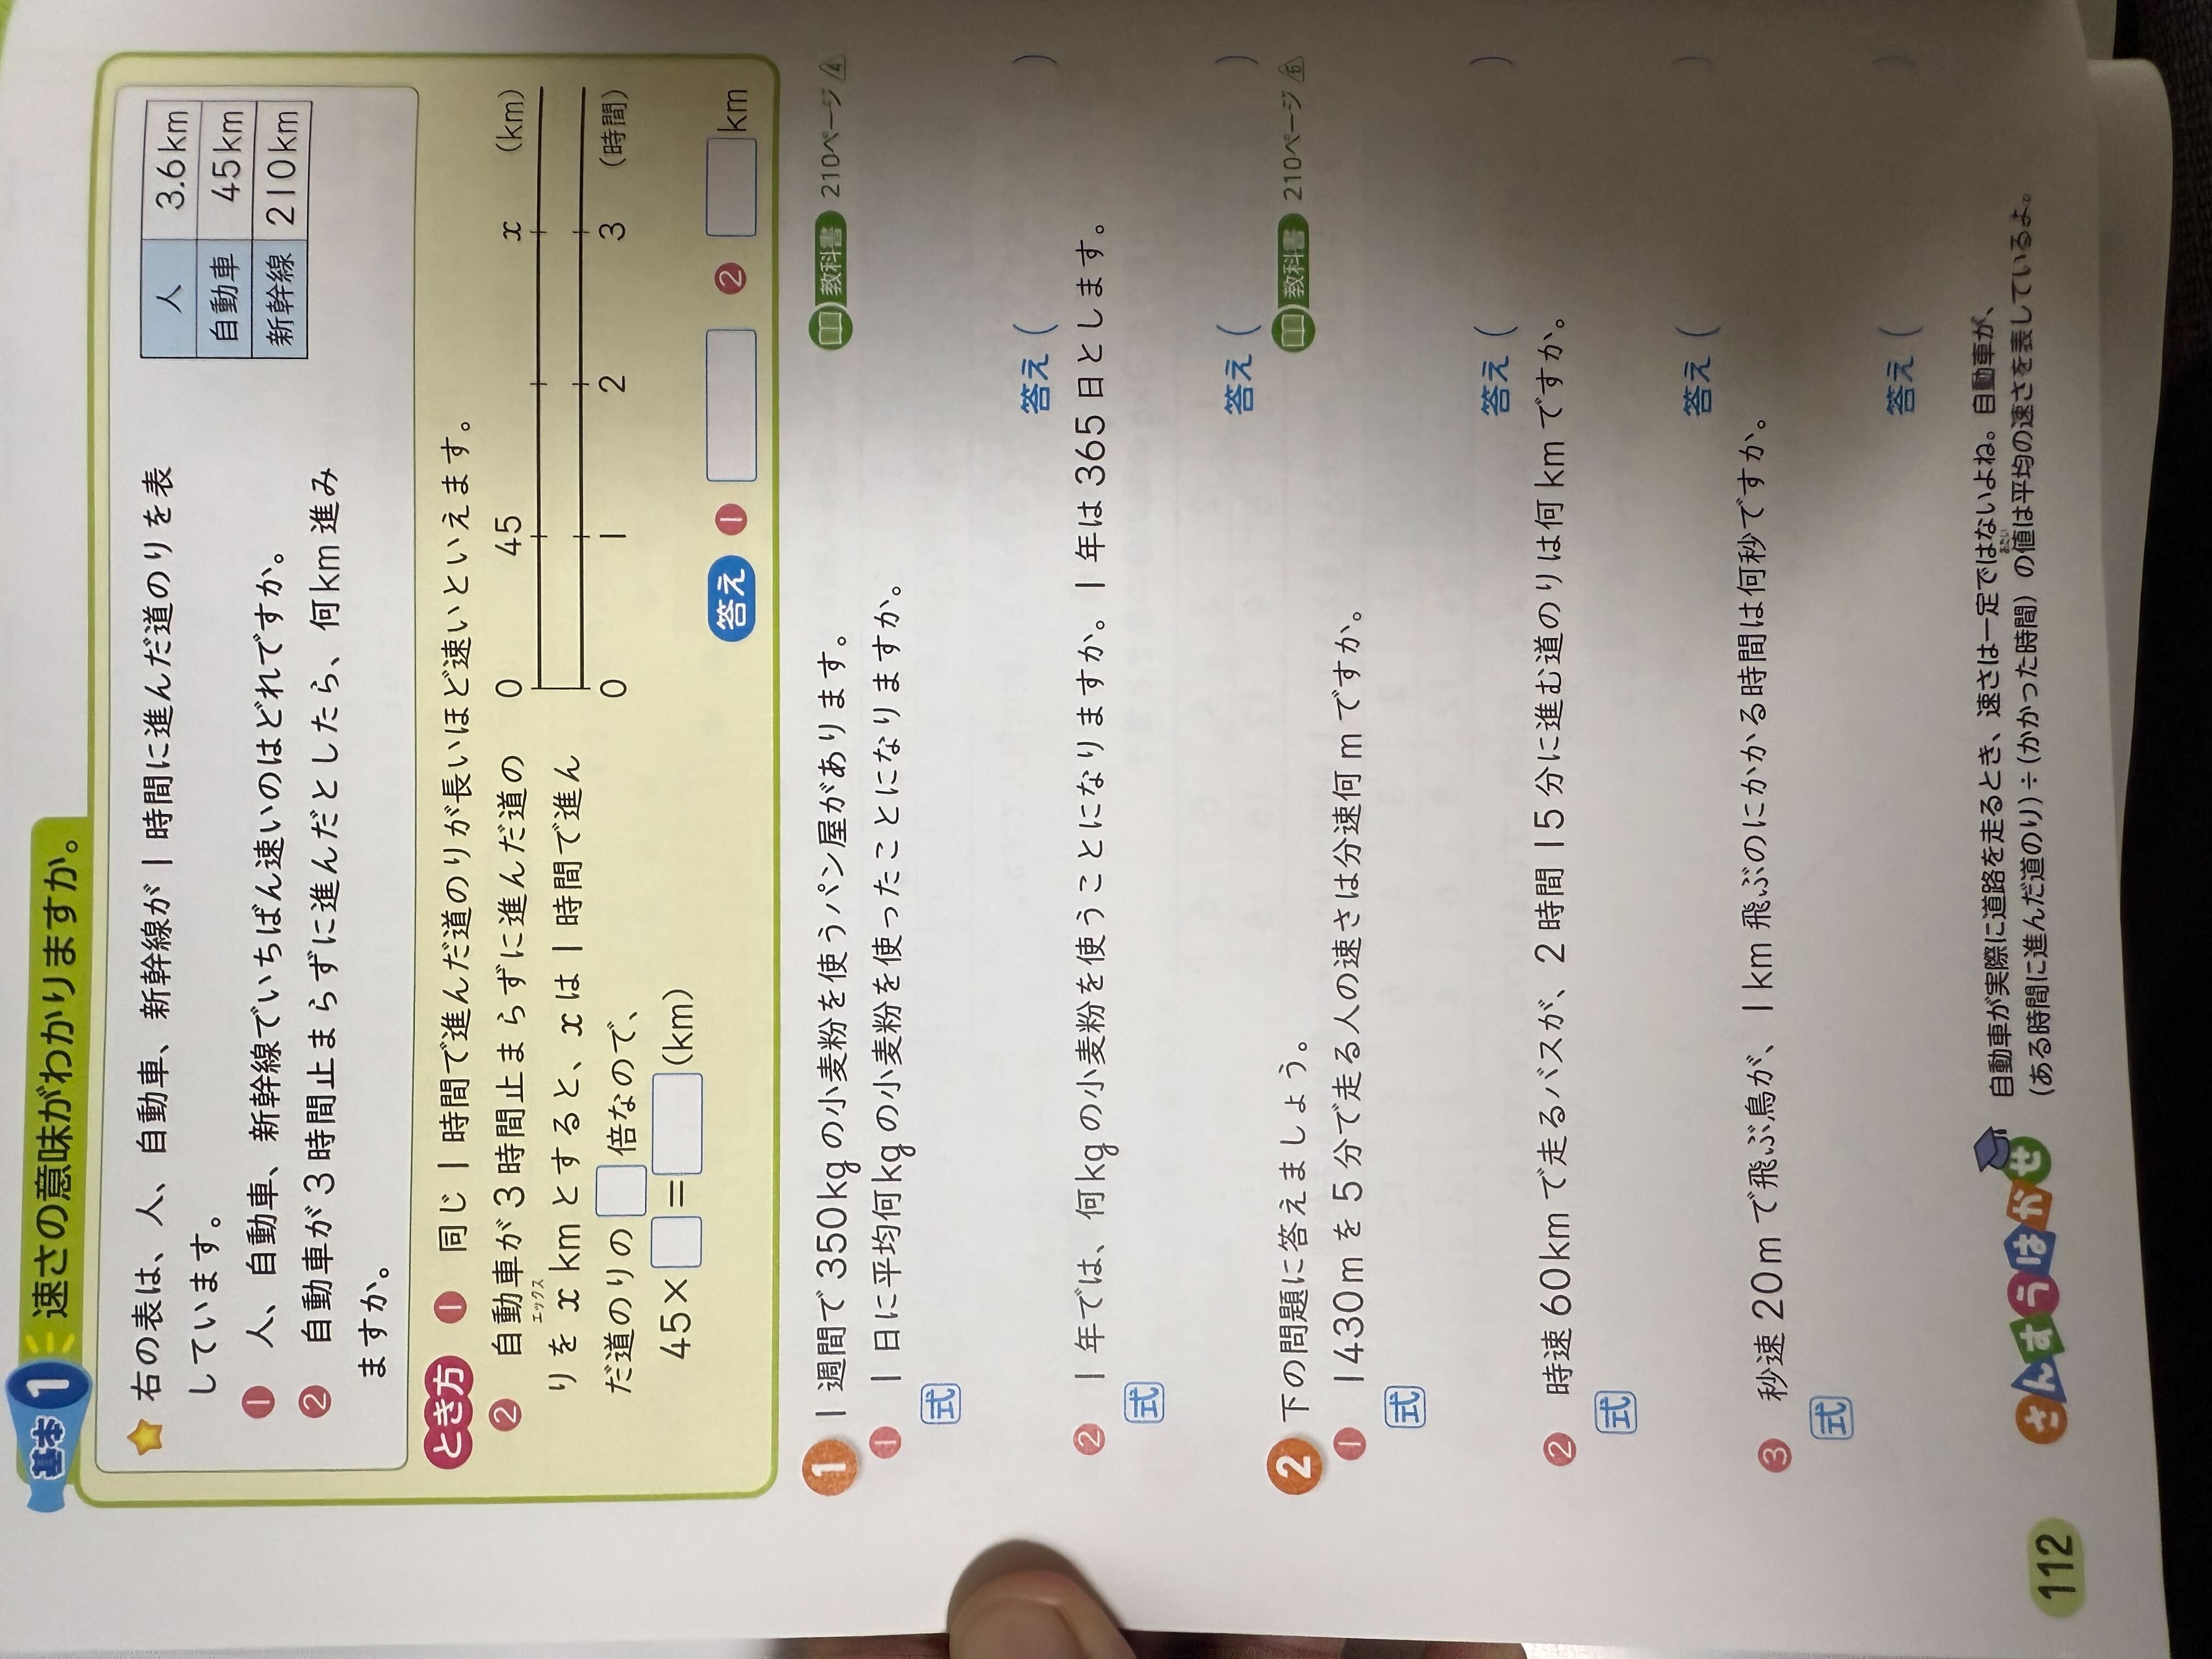 基本1 速さの意味がわかりますか。
右の表は、人、自動車、新幹線が1時間に進んだ道のりを表
しています。
❶ 人、自動車、新幹線でいちばん速いのはどれですか。
❷ 自動車が3時間止まらずに進んだとしたら、何km進み
ますか。
人 3.6km
自動車 45km
新幹線 210km
とき方 ❶ 同じ1時間で進んだ道のりが長いほど速いといえます。
❷ 自動車が3時間止まらずに進んだ道の
エックス
りをx kmとすると、xは1時間で進ん
だ道のりの□倍なので、
45×□=□(km)
0 45 x (km)
0 1 2 3 (時間)
答え ❶ ❷ km
1 1週間で350kgの小麦粉を使うパン屋があります。
教科書 210ページ 4
❶ 1日に平均何kgの小麦粉を使ったことになりますか。
式
答え ( )
❷ 1年では、何kgの小麦粉を使うことになりますか。1年は365日とします。
式
答え ( )
2 下の問題に答えましょう。
教科書 210ページ 6
❶ 1430mを5分で走る人の速さは分速何mですか。
式
答え ( )
❷ 時速60kmで走るバスが、2時間15分に進む道のりは何kmですか。
式
答え ( )
❸ 秒速20mで飛ぶ鳥が、1km飛ぶのにかかる時間は何秒ですか。
式
答え ( )
さんすうはかせ
自動車が実際に道路を走るとき、速さは一定ではないよね。自動車が、
あたい
(ある時間に進んだ道のり)÷(かかった時間)の値は平均の速さを表しているよ。
112